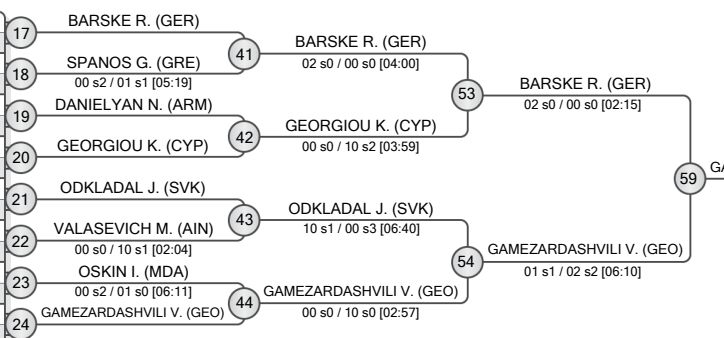 17
BARSKE R. (GER)
18
SPANOS G. (GRE)
00 s2 / 01 s1 [05:19]
19
DANIELYAN N. (ARM)
20
GEORGIOU K. (CYP)
21
ODKLADAL J. (SVK)
22
VALASEVICH M. (AIN)
00 s0 / 10 s1 [02:04]
23
OSKIN I. (MDA)
00 s2 / 01 s0 [06:11]
24
GAMEZARDASHVILI V. (GEO)
41
BARSKE R. (GER)
02 s0 / 00 s0 [04:00]
42
GEORGIOU K. (CYP)
00 s0 / 10 s2 [03:59]
43
ODKLADAL J. (SVK)
10 s1 / 00 s3 [06:40]
44
GAMEZARDASHVILI V. (GEO)
00 s0 / 10 s0 [02:57]
53
BARSKE R. (GER)
02 s0 / 00 s0 [02:15]
54
GAMEZARDASHVILI V. (GEO)
01 s1 / 02 s2 [06:10]
59